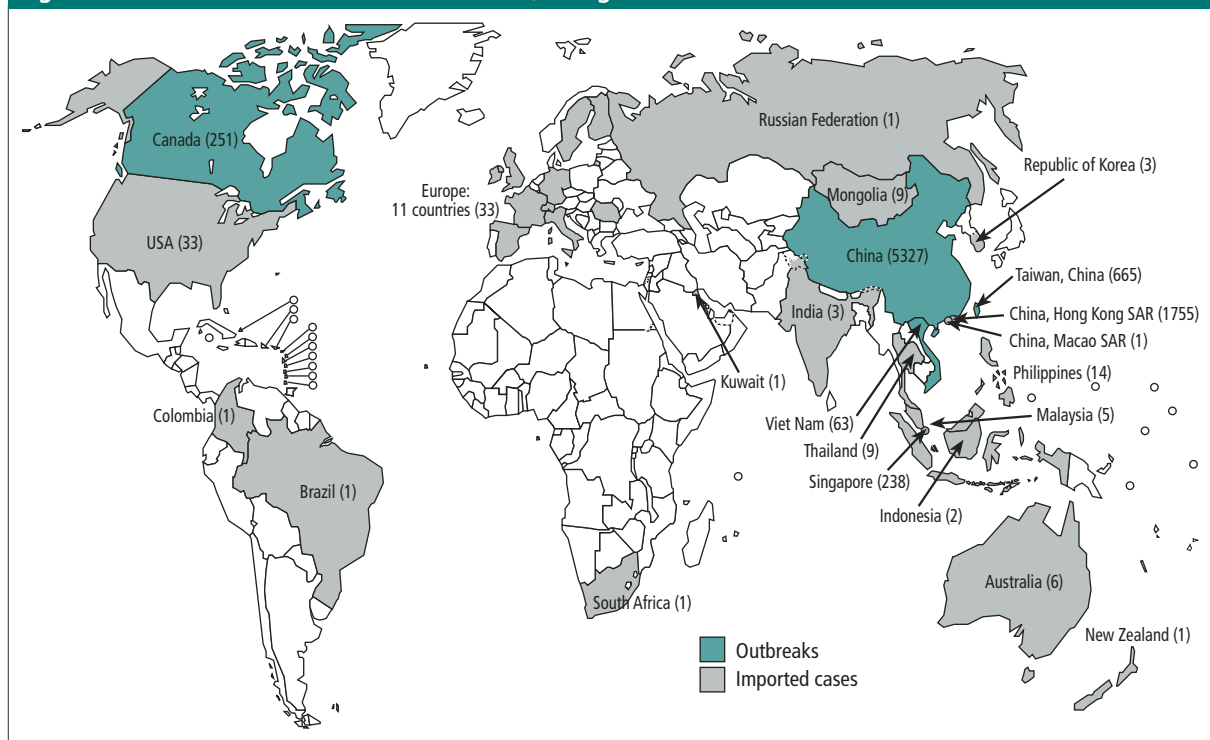 Canada (251)
Russian Federation (1)
Republic of Korea (3)
Europe:
11 countries (33)
Mongolia (9)
USA (33)
China (5327)
Taiwan, China (665)
India (3)
China, Hong Kong SAR (1755)
China, Macao SAR (1)
Kuwait (1)
Philippines (14)
Colombia (1)
Viet Nam (63)
Malaysia (5)
Thailand (9)
Singapore (238)
Brazil (1)
Indonesia (2)
Australia (6)
South Africa (1)
New Zealand (1)
Outbreaks
Imported cases